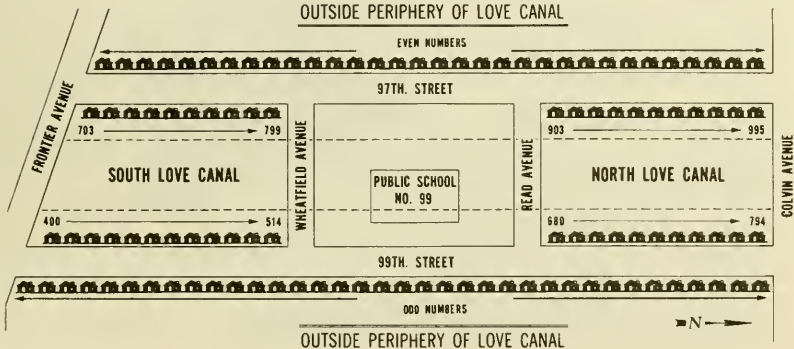 OUTSIDE PERIPHERY OF LOVE CANAL
EVEN NUMBERS
97TH. STREET
FRONTIER AVENUE
703
799
903
995
SOUTH LOVE CANAL
WHEATFIELD AVENUE
PUBLIC SCHOOL
NO. 99
READ AVENUE
NORTH LOVE CANAL
COLVIN AVENUE
400
514
680
794
99TH. STREET
ODD NUMBERS
N
OUTSIDE PERIPHERY OF LOVE CANAL